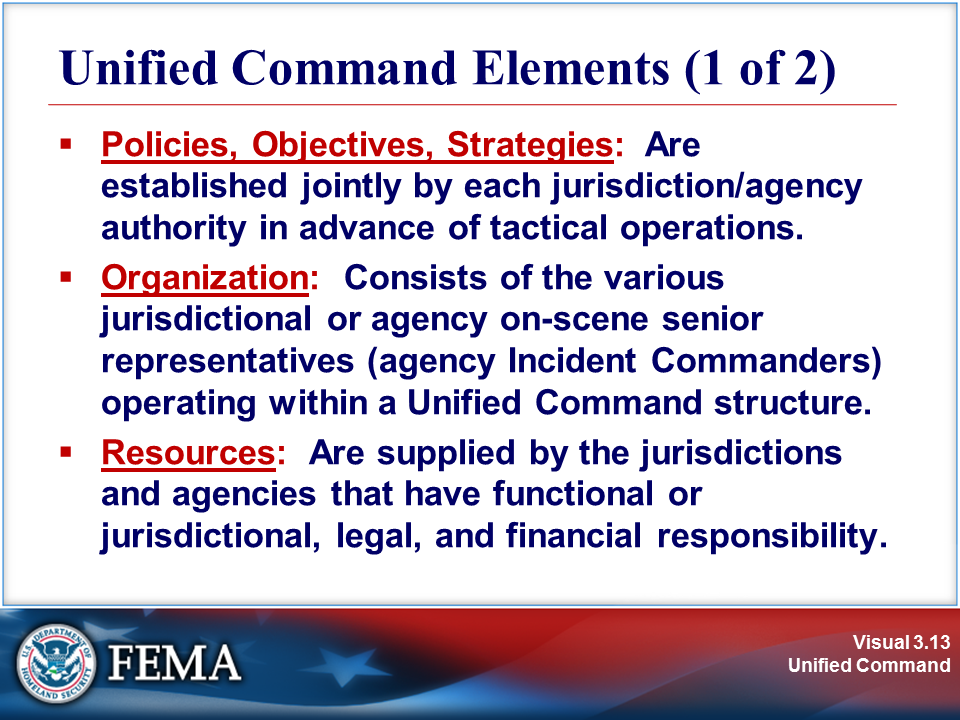 Unified Command Elements (1 of 2)
▪ Policies, Objectives, Strategies:  Are
established jointly by each jurisdiction/agency
authority in advance of tactical operations.
▪ Organization:  Consists of the various
jurisdictional or agency on-scene senior
representatives (agency Incident Commanders)
operating within a Unified Command structure.
▪ Resources:  Are supplied by the jurisdictions
and agencies that have functional or
jurisdictional, legal, and financial responsibility.
U.S. DEPARTMENT OF HOMELAND SECURITY
FEMA
Visual 3.13
Unified Command